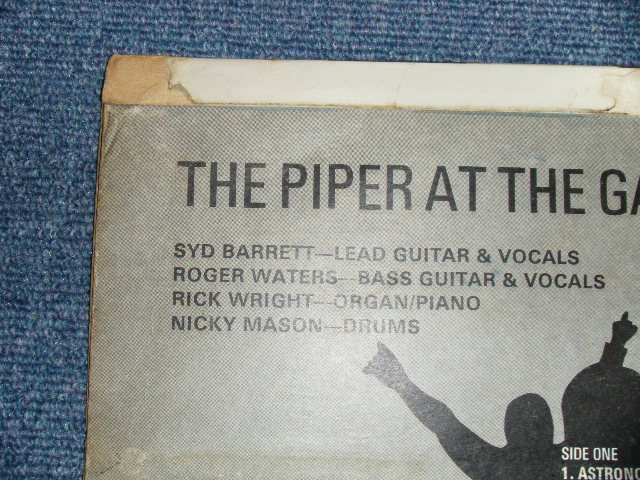 THE PIPER AT THE GA
SYD BARRETT—LEAD GUITAR & VOCALS
ROGER WATERS—BASS GUITAR & VOCALS
RICK WRIGHT—ORGAN/PIANO
NICKY MASON—DRUMS
SIDE ONE
1. ASTRONO